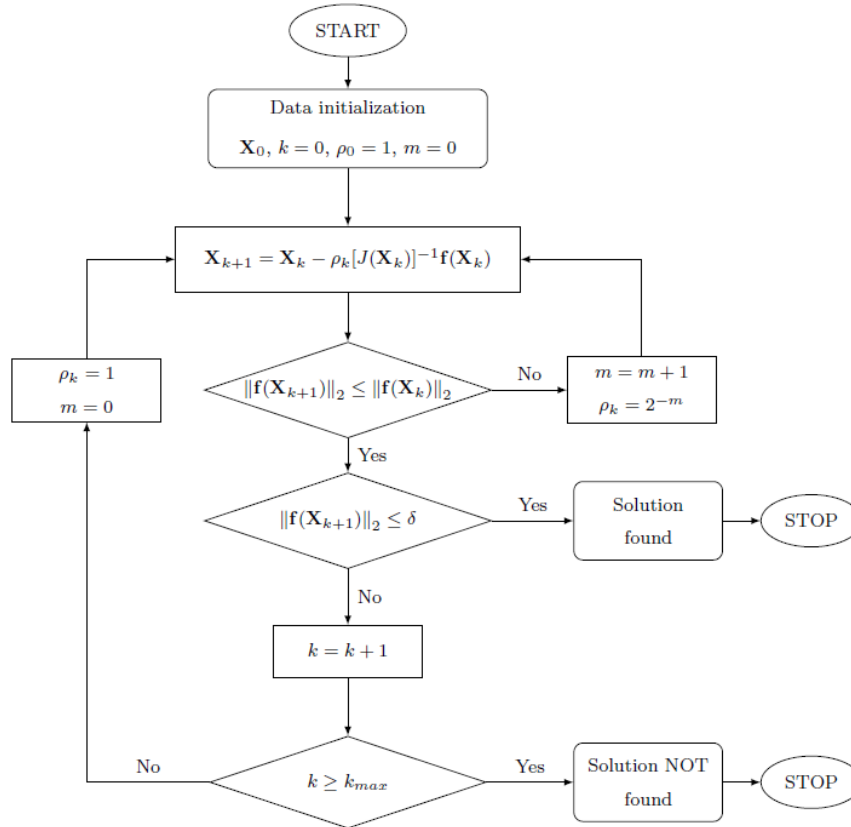 START
Data initialization
X₀, k = 0, ρ₀ = 1, m = 0
Xₖ₊₁ = Xₖ − ρₖ[J(Xₖ)]⁻¹f(Xₖ)
ρₖ = 1
m = 0
‖f(Xₖ₊₁)‖₂ ≤ ‖f(Xₖ)‖₂
No
m = m + 1
ρₖ = 2⁻ᵐ
Yes
‖f(Xₖ₊₁)‖₂ ≤ δ
Yes
Solution
found
STOP
No
k = k + 1
No
k ≥ kₘₐₓ
Yes
Solution NOT
found
STOP